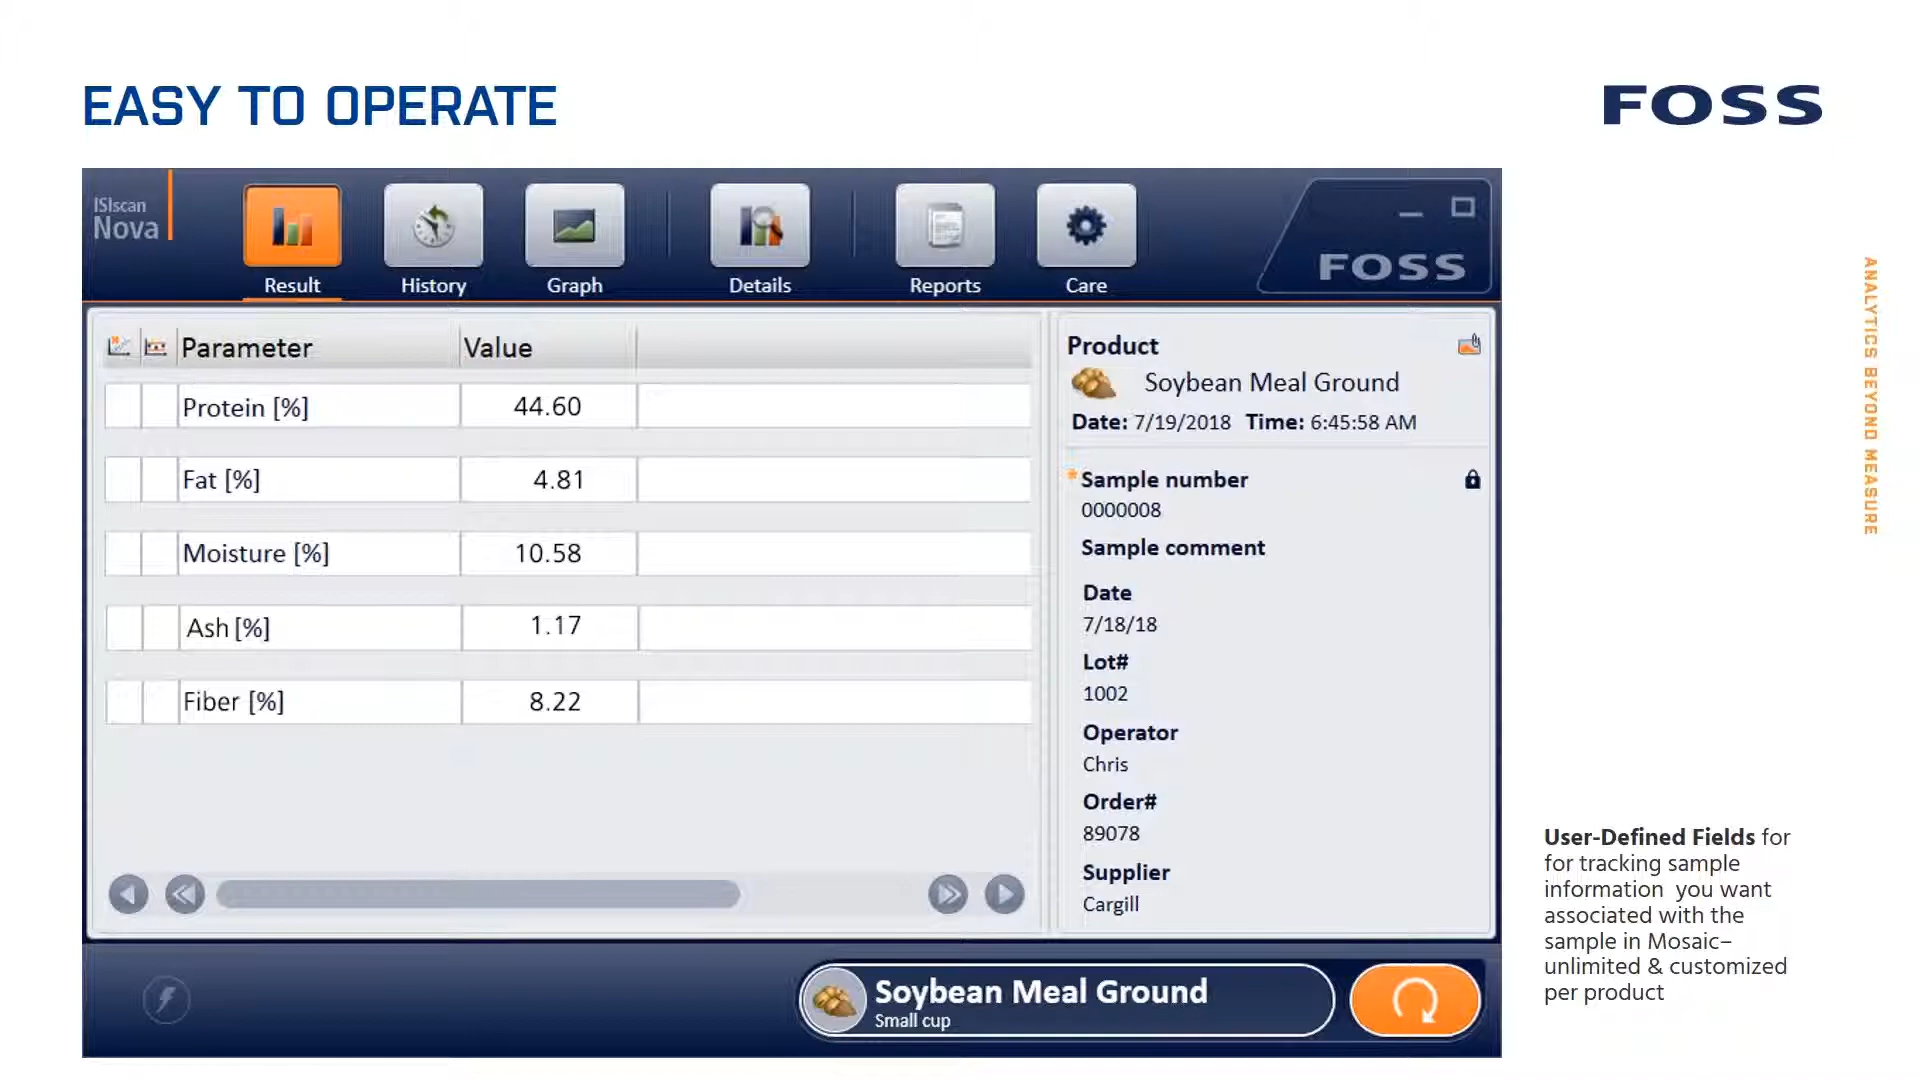 EASY TO OPERATE
FOSS
ISIscan
Nova
Result
History
Graph
Details
Reports
Care
FOSS
Parameter
Value
Protein [%]
44.60
Fat [%]
4.81
Moisture [%]
10.58
Ash [%]
1.17
Fiber [%]
8.22
Product
Soybean Meal Ground
Date: 7/19/2018 Time: 6:45:58 AM
*Sample number
0000008
Sample comment
Date
7/18/18
Lot#
1002
Operator
Chris
Order#
89078
Supplier
Cargill
Soybean Meal Ground
Small cup
ANALYTICS BEYOND MEASURE
User-Defined Fields for
for tracking sample
information you want
associated with the
sample in Mosaic–
unlimited & customized
per product